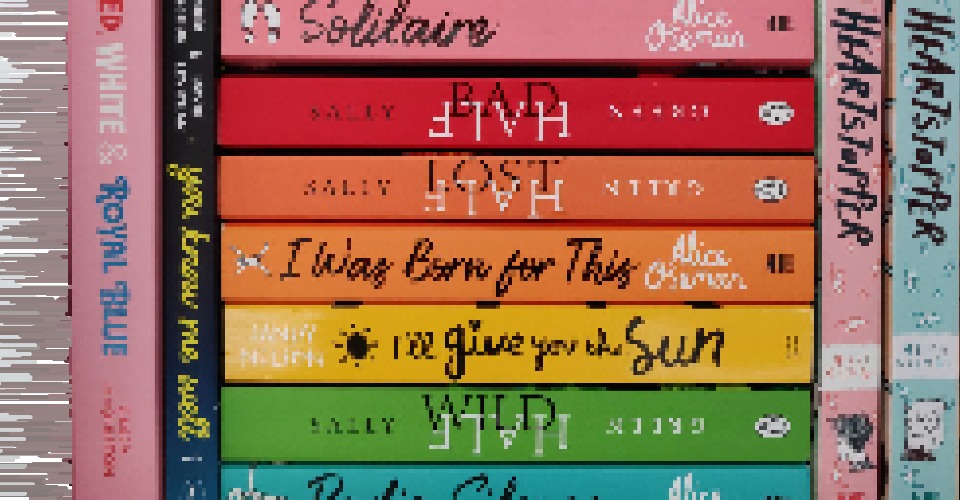 RED, WHITE & ROYAL BLUE
you know me well
Solitaire Alice Oseman
SALLY BAD HALF GREEN
SALLY LOST HALF GREEN
I Was Born for This Alice Oseman
JANDY NELSON I'll give you the Sun
SALLY WILD HALF GREEN
Radio Silence Alice
HEARTSTOPPER
HEARTSTOPPER